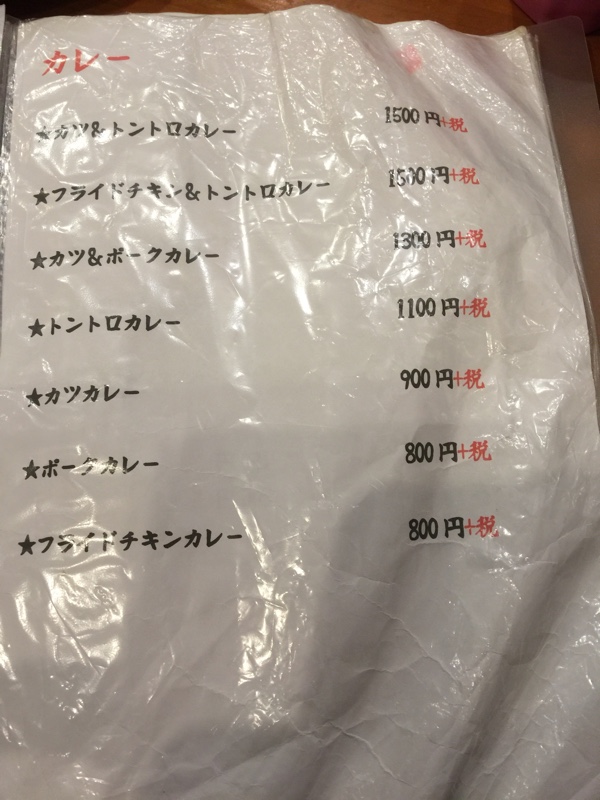 カレー
★カツ&トントロカレー 1500円+税
★フライドチキン&トントロカレー 1500円+税
★カツ&ポークカレー 1300円+税
★トントロカレー 1100円+税
★カツカレー 900円+税
★ポークカレー 800円+税
★フライドチキンカレー 800円+税